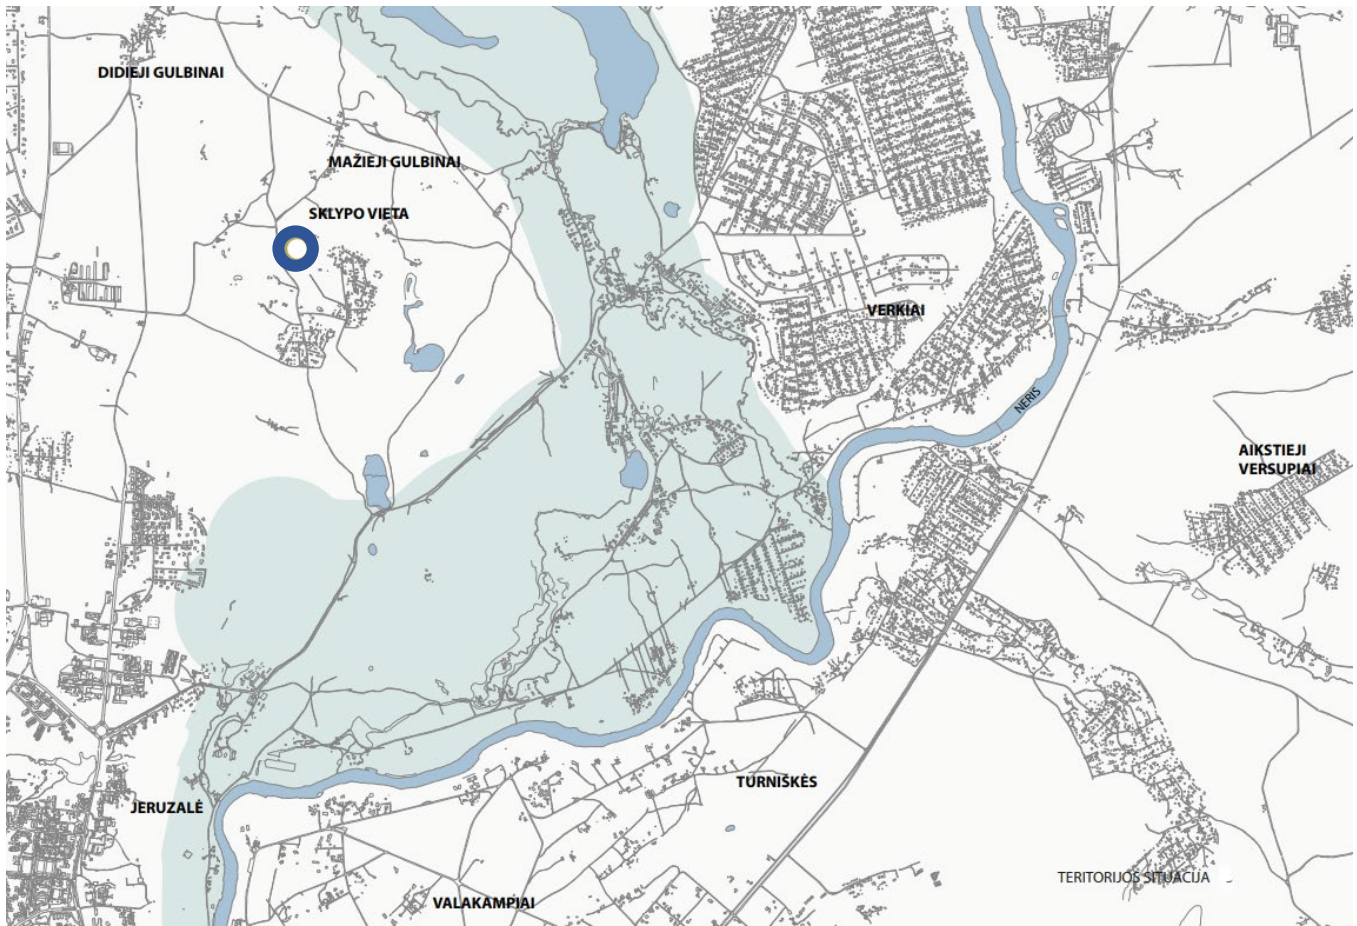 DIDIEJI GULBINAI
MAŽIEJI GULBINAI
SKLYPO VIETA
VERKIAI
NERIS
AIKSTIEJI
VERSUPIAI
TURNIŠKĖS
JERUZALĖ
TERITORIJOS SITUACIJA
VALAKAMPIAI